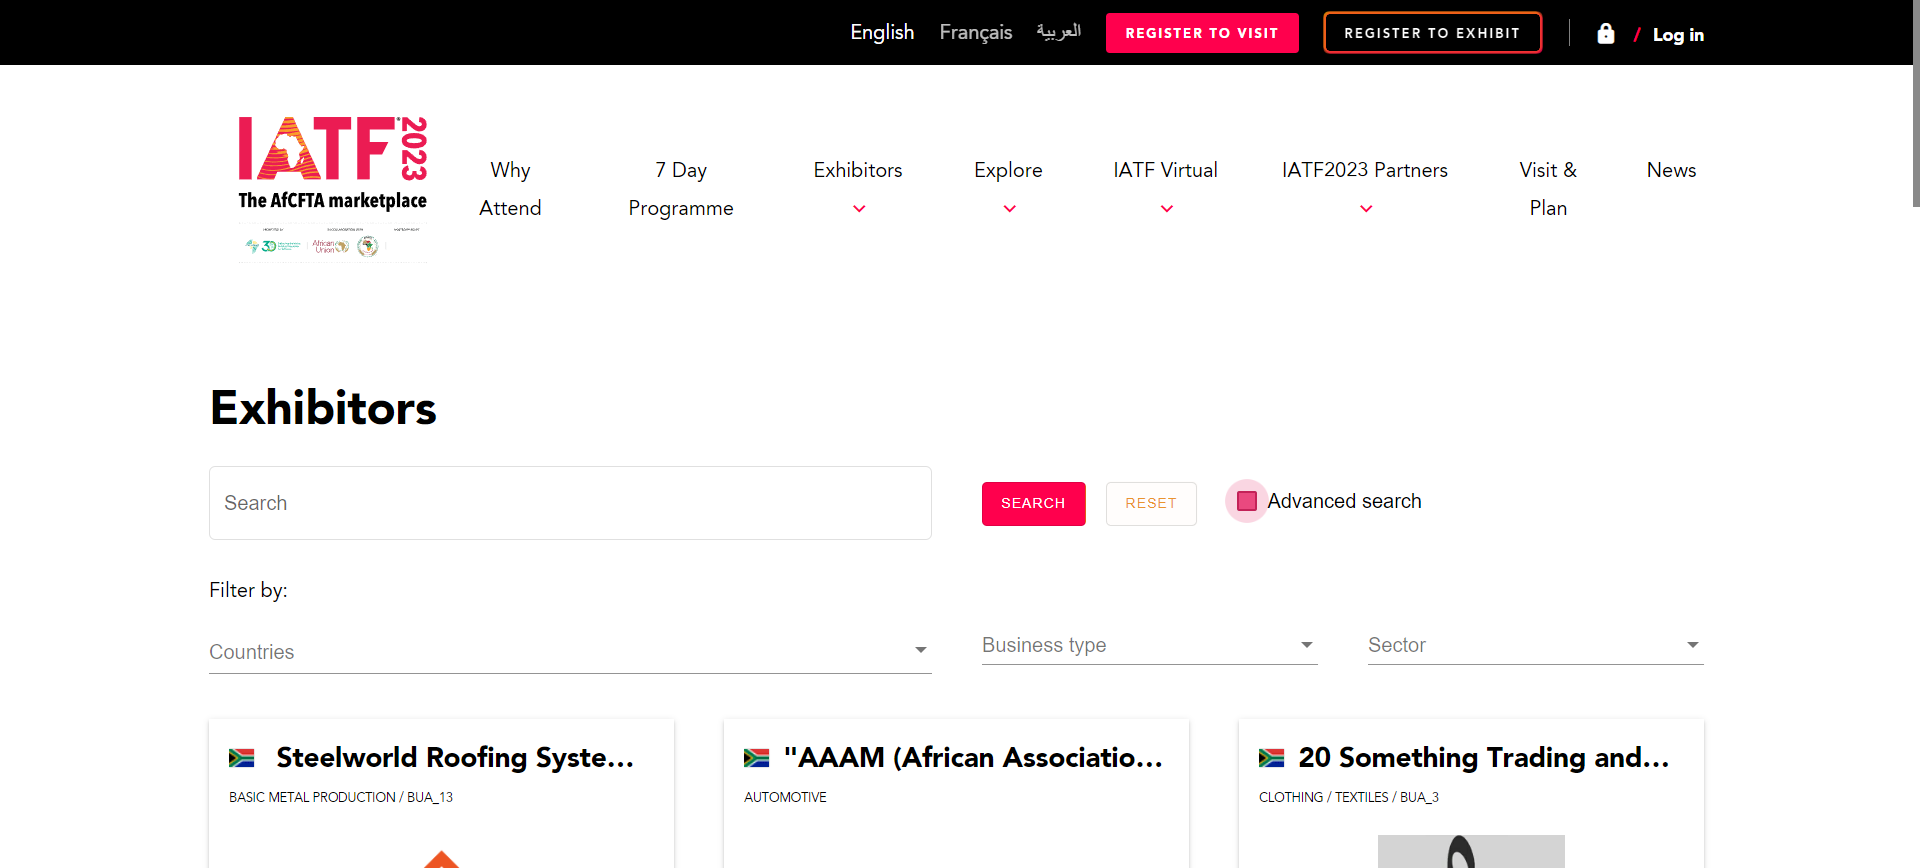 English Français العربية REGISTER TO VISIT REGISTER TO EXHIBIT / Log in
IATF 2023
The AfCFTA marketplace
African Union
Why Attend
7 Day Programme
Exhibitors
Explore
IATF Virtual
IATF2023 Partners
Visit & Plan
News
Exhibitors
Search
SEARCH
RESET
Advanced search
Filter by:
Countries
Business type
Sector
Steelworld Roofing Syste...
BASIC METAL PRODUCTION / BUA_13
"AAAM (African Associatio...
AUTOMOTIVE
20 Something Trading and...
CLOTHING / TEXTILES / BUA_3